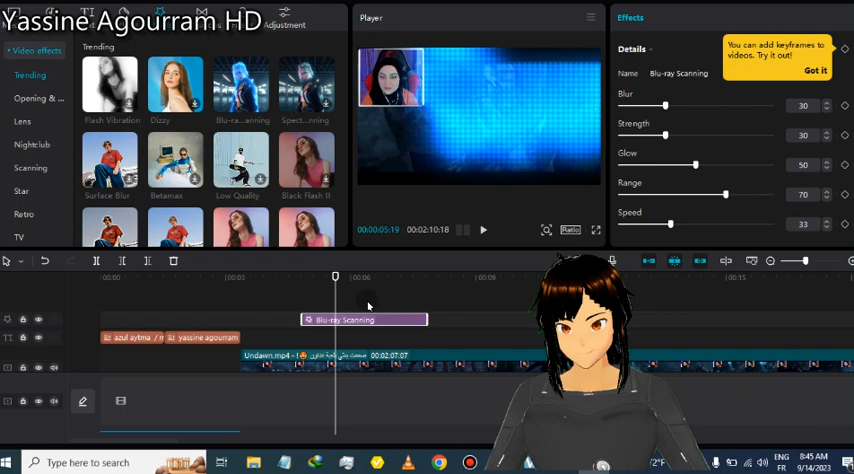 Yassine Agourram HD
Adjustment
Player
Effects
Video effects
Trending
Opening & ...
Lens
Nightclub
Scanning
Star
Retro
TV
Trending
Flash Vibration
Dizzy
Blu-ra...anning
Spect...nning
Surface Blur
Betamax
Low Quality
Black Flash II
00:00:05:19
00:02:10:18
Ratio
Details
You can add keyframes to
videos. Try it out!
Got it
Name Blu-ray Scanning
Blur
30
Strength
30
Glow
50
Range
70
Speed
33
00:00
00:03
00:06
00:09
00:15
Blu-ray Scanning
azul aytma
yassine agourram
Undawn.mp4 - !
00:02:07:07
Type here to search
ENG
FR
8:45 AM
9/14/2023